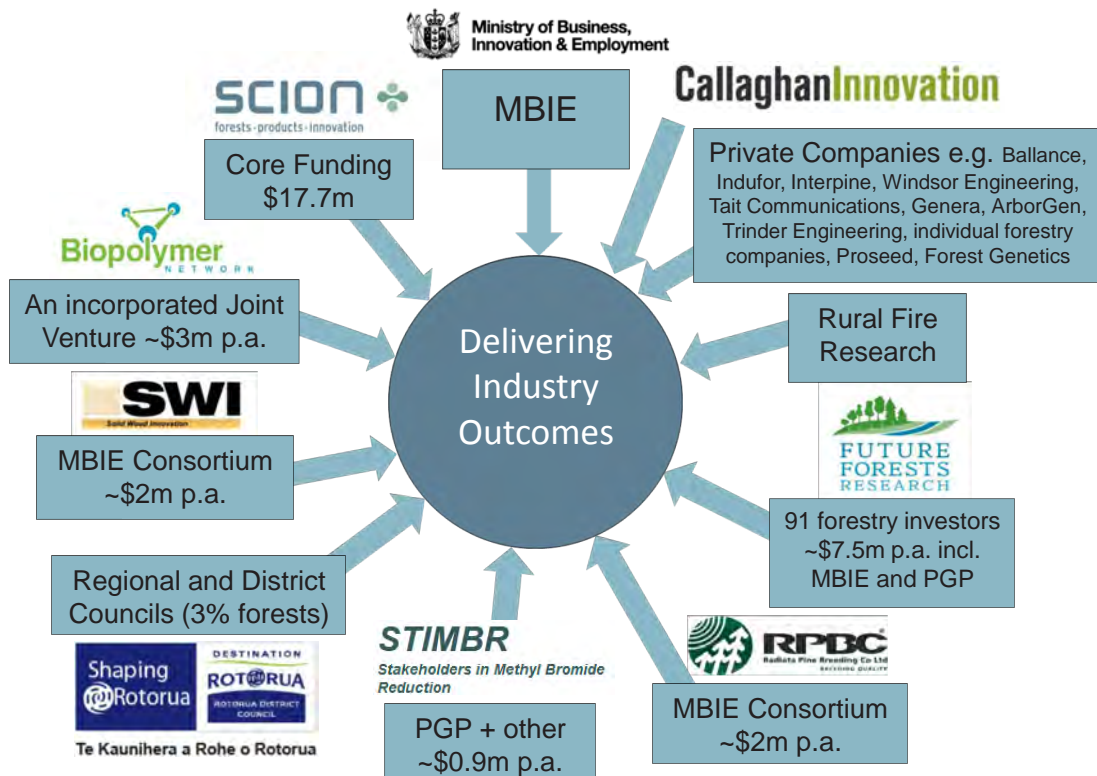 Ministry of Business,
Innovation & Employment
SCION
forests·products·innovation
CallaghanInnovation
MBIE
Core Funding
$17.7m
Private Companies e.g. Ballance,
Indufor, Interpine, Windsor Engineering,
Tait Communications, Genera, ArborGen,
Trinder Engineering, individual forestry
companies, Proseed, Forest Genetics
Biopolymer
NETWORK
An incorporated Joint
Venture ~$3m p.a.
Delivering
Industry
Outcomes
Rural Fire
Research
SWI
Solid Wood Innovation
MBIE Consortium
~$2m p.a.
FUTURE
FORESTS
RESEARCH
91 forestry investors
~$7.5m p.a. incl.
MBIE and PGP
Regional and District
Councils (3% forests)
Shaping
@Rotorua
DESTINATION
ROT@RUA
ROTORUA DISTRICT
COUNCIL
Te Kaunihera a Rohe o Rotorua
STIMBR
Stakeholders in Methyl Bromide
Reduction
PGP + other
~$0.9m p.a.
RPBC
Radiata Pine Breeding Co Ltd
MBIE Consortium
~$2m p.a.